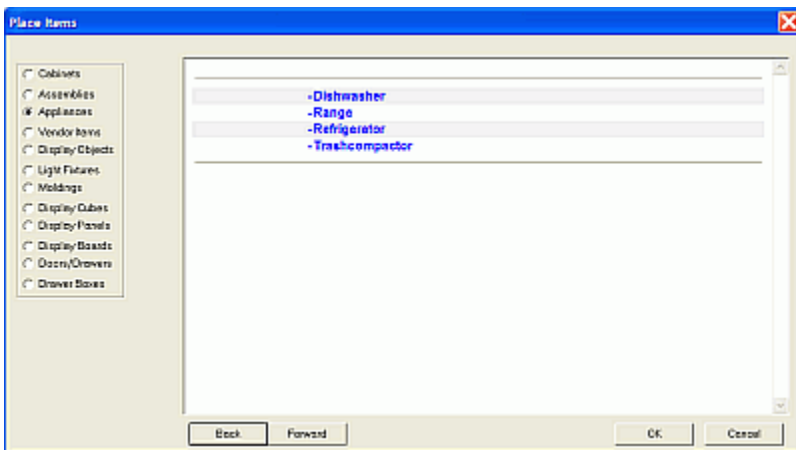 Place Items
Cabinets
Assemblies
Appliances
Vendor Items
Display Objects
Light Fixtures
Moldings
Display Cubes
Display Panels
Display Boards
Doors/Drawers
Drawer Boxes
-Dishwasher
-Range
-Refrigerator
-Trashcompactor
Back Forward OK Cancel